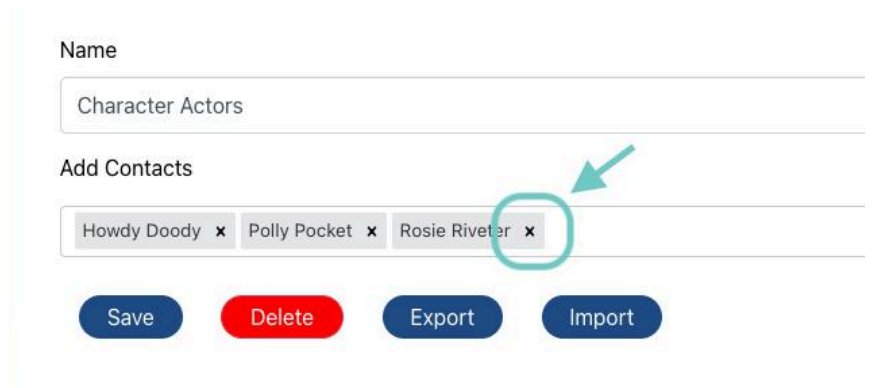 Name
Character Actors
Add Contacts
Howdy Doody × Polly Pocket × Rosie Riveter ×
Save Delete Export Import